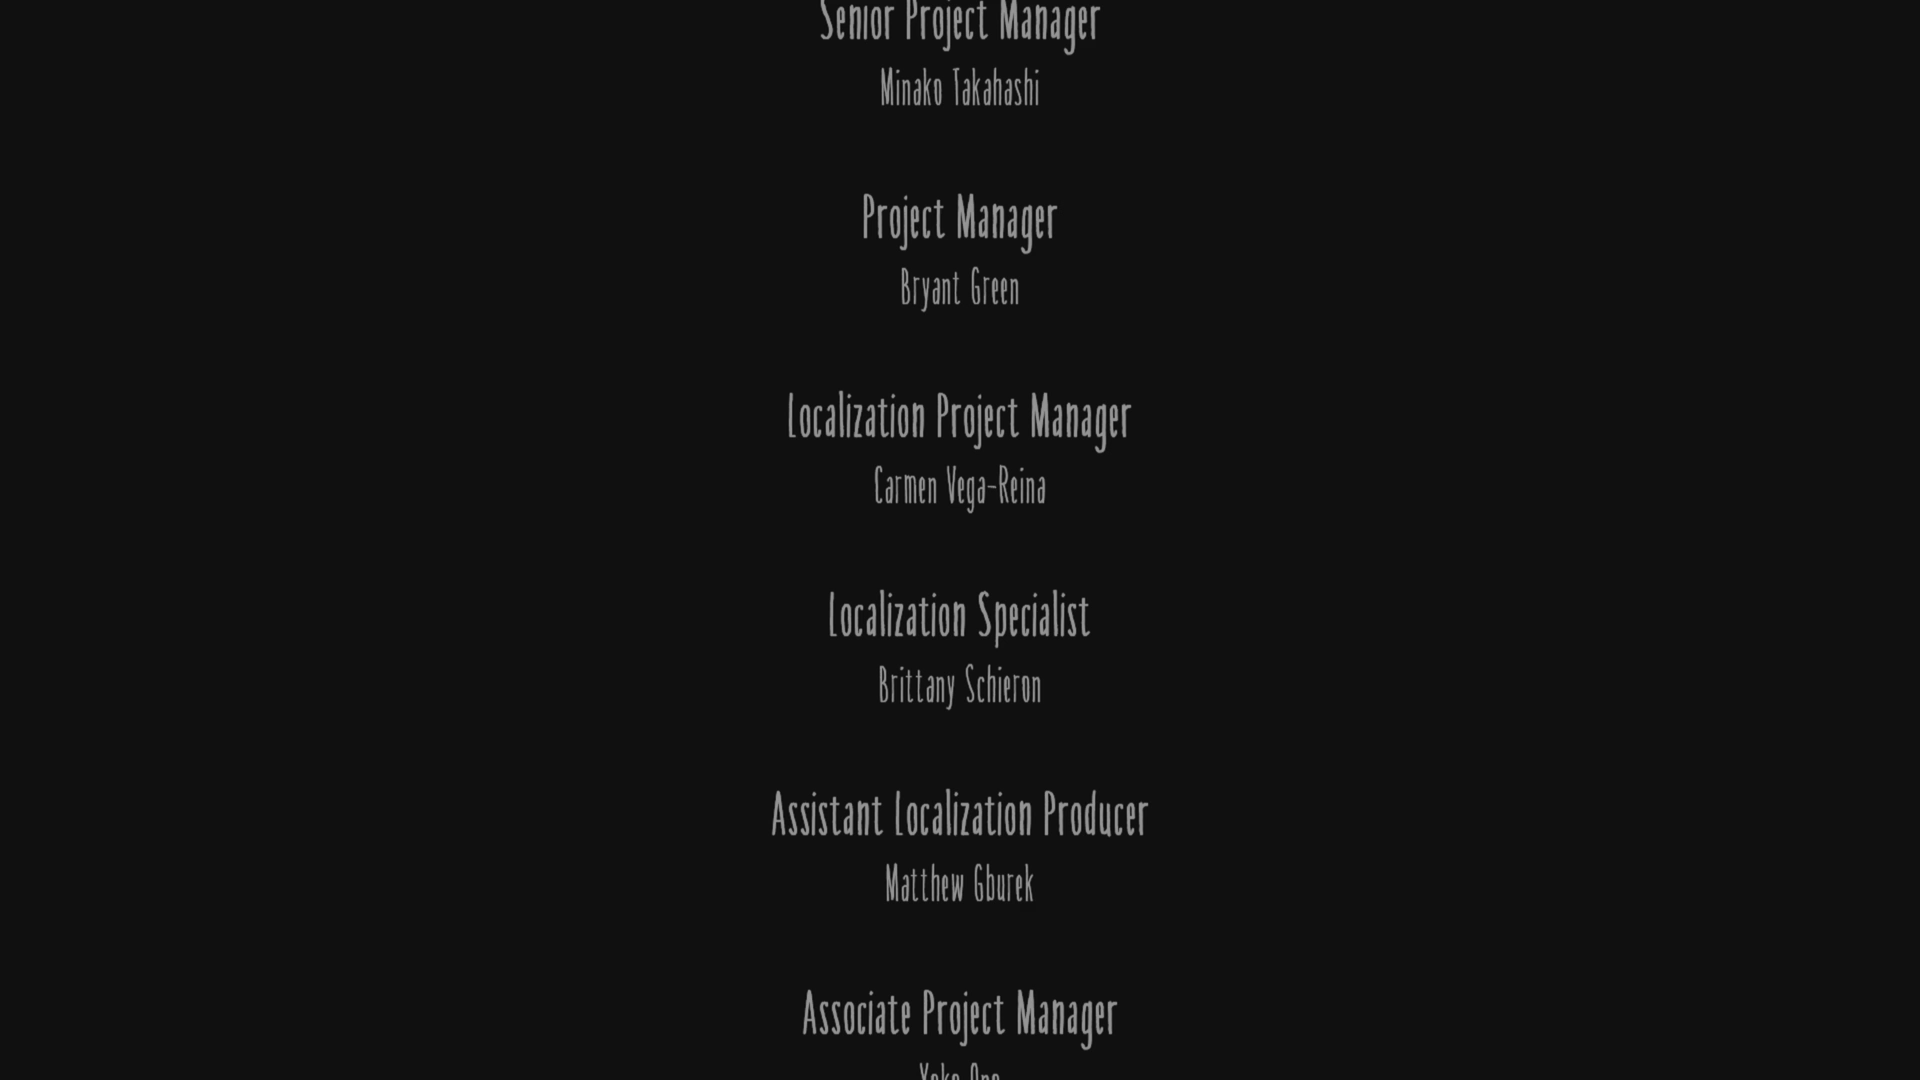 Senior Project Manager
Minako Takahashi
Project Manager
Bryant Green
Localization Project Manager
Carmen Vega-Reina
Localization Specialist
Brittany Schieron
Assistant Localization Producer
Matthew Gburek
Associate Project Manager